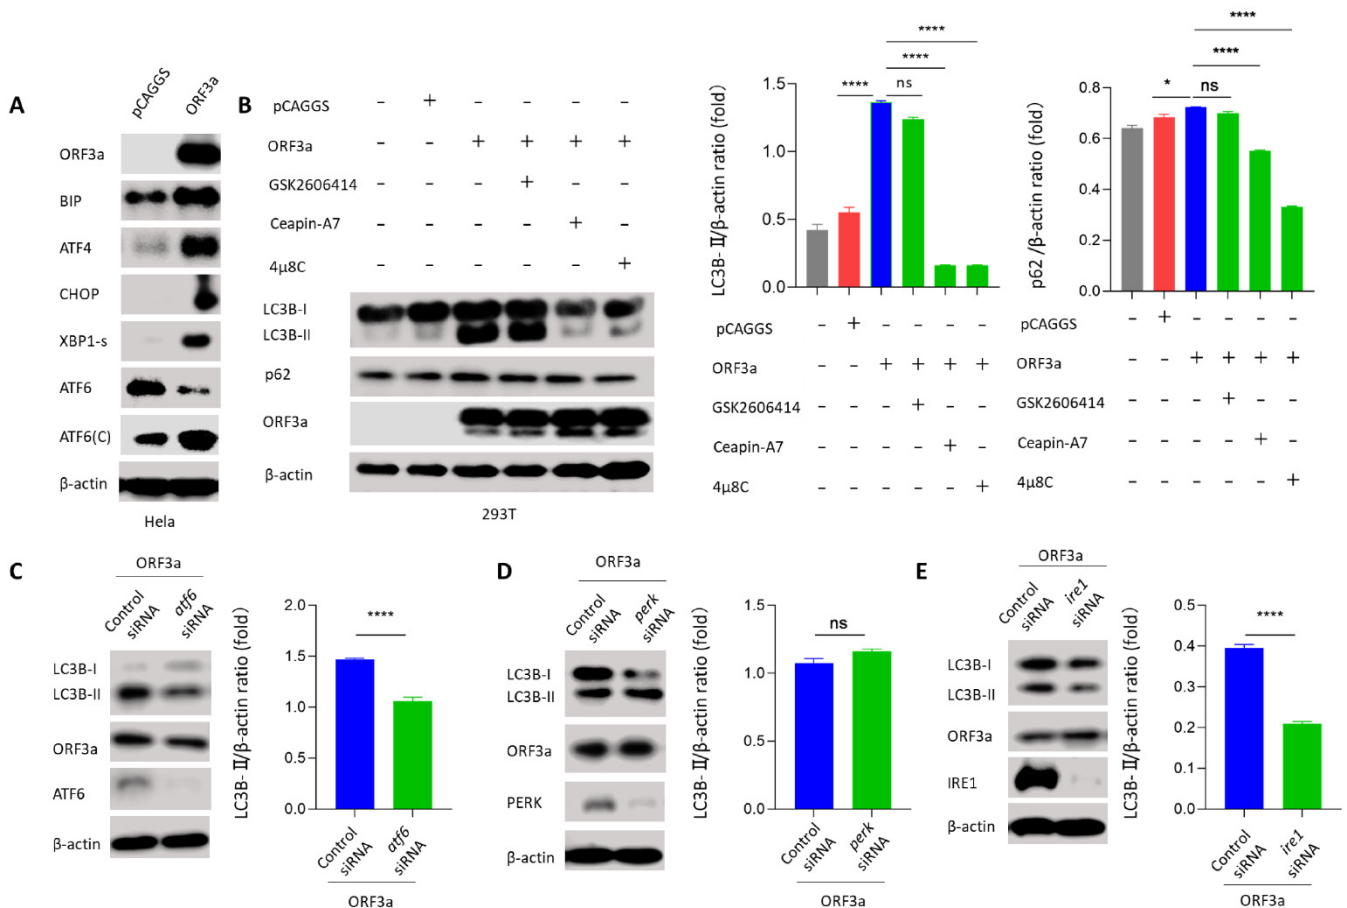 A
pCAGGS
ORF3a
ORF3a
BIP
ATF4
CHOP
XBP1-s
ATF6
ATF6(C)
β-actin
Hela
B
pCAGGS – + – – – –
ORF3a – – + + + +
GSK2606414 – – – + – –
Ceapin-A7 – – – – + –
4μ8C – – – – – +
LC3B-I
LC3B-II
p62
ORF3a
β-actin
293T
LC3B- II/β-actin ratio (fold)
1.5
1.0
0.5
0.0
****
****
**** ns
pCAGGS – + – – – –
ORF3a – – + + + +
GSK2606414 – – – + – –
Ceapin-A7 – – – – + –
4μ8C – – – – – +
p62 /β-actin ratio (fold)
0.8
0.6
0.4
0.2
0.0
****
****
* ns
pCAGGS – + – – – –
ORF3a – – + + + +
GSK2606414 – – – + – –
Ceapin-A7 – – – – + –
4μ8C – – – – – +
C
ORF3a
Control siRNA
atf6 siRNA
LC3B-I
LC3B-II
ORF3a
ATF6
β-actin
LC3B- II/β-actin ratio (fold)
2.0
1.5
1.0
0.5
0.0
****
Control siRNA
atf6 siRNA
ORF3a
D
ORF3a
Control siRNA
perk siRNA
LC3B-I
LC3B-II
ORF3a
PERK
β-actin
LC3B- II/β-actin ratio (fold)
1.5
1.0
0.5
0.0
ns
Control siRNA
perk siRNA
ORF3a
E
ORF3a
Control siRNA
ire1 siRNA
LC3B-I
LC3B-II
ORF3a
IRE1
β-actin
LC3B- II/β-actin ratio (fold)
0.5
0.4
0.3
0.2
0.1
0.0
****
Control siRNA
ire1 siRNA
ORF3a